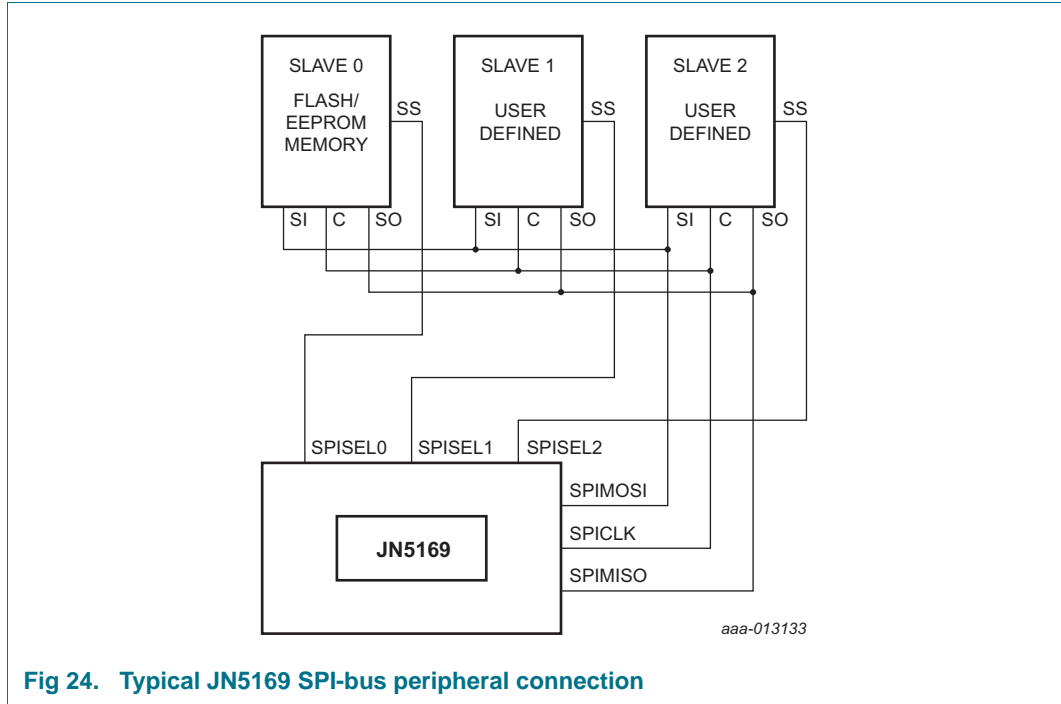 SLAVE 0
FLASH/
EEPROM
MEMORY
SS
SI C SO
SLAVE 1
USER
DEFINED
SS
SI C SO
SLAVE 2
USER
DEFINED
SS
SI C SO
SPISEL0 SPISEL1 SPISEL2
SPIMOSI
SPICLK
SPIMISO
JN5169
aaa-013133
Fig 24. Typical JN5169 SPI-bus peripheral connection